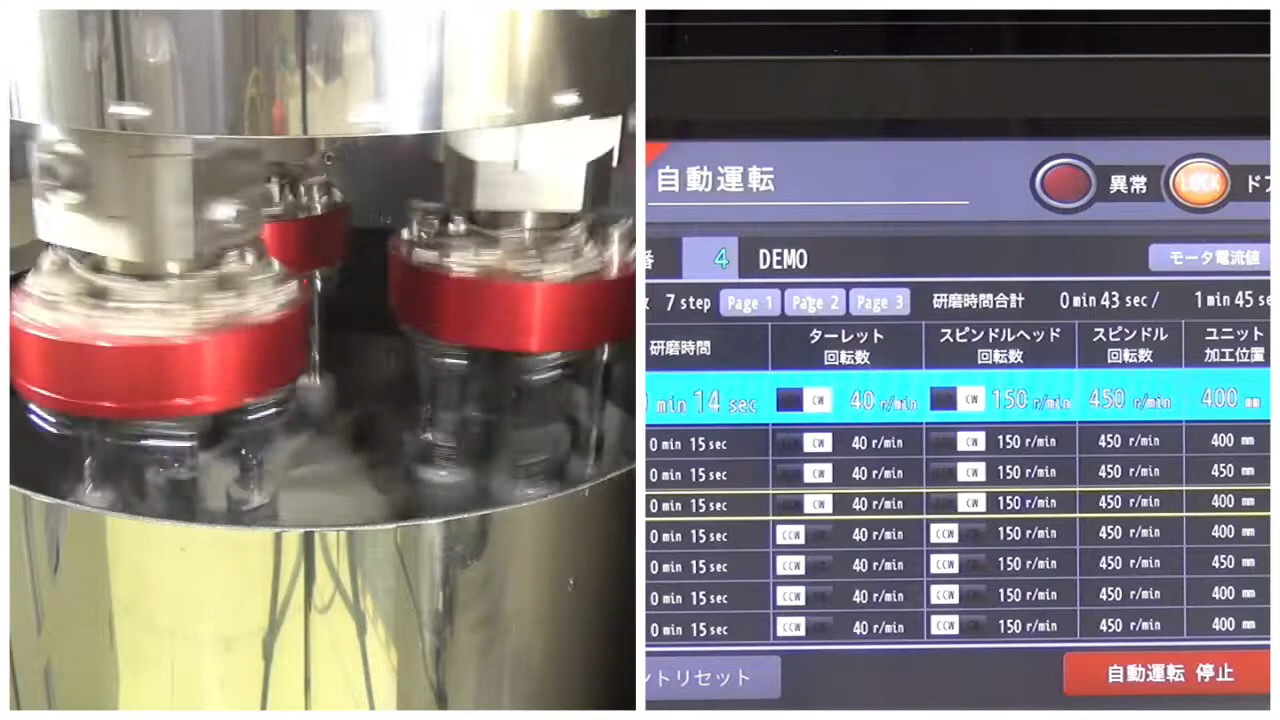 自動運転
異常
LOCK
ドア
番 4 DEMO
モータ電流値
7 step
Page 1
Page 2
Page 3
研磨時間合計
0 min 43 sec /
1 min 45 se
研磨時間
ターレット
回転数
スピンドルヘッド
回転数
スピンドル
回転数
ユニット
加工位置
min 14 sec CW 40 r/min CW 150 r/min 450 r/min 400 mm
0 min 15 sec CW 40 r/min CW 150 r/min 450 r/min 400 mm
0 min 15 sec CW 40 r/min CW 150 r/min 450 r/min 450 mm
0 min 15 sec CW 40 r/min CW 150 r/min 450 r/min 400 mm
0 min 15 sec CCW 40 r/min CCW 150 r/min 450 r/min 400 mm
0 min 15 sec CCW 40 r/min CCW 150 r/min 450 r/min 450 mm
0 min 15 sec CCW 40 r/min CCW 150 r/min 450 r/min 400 mm
0 min 15 sec CCW 40 r/min CCW 150 r/min 450 r/min 400 mm
ントリセット
自動運転 停止